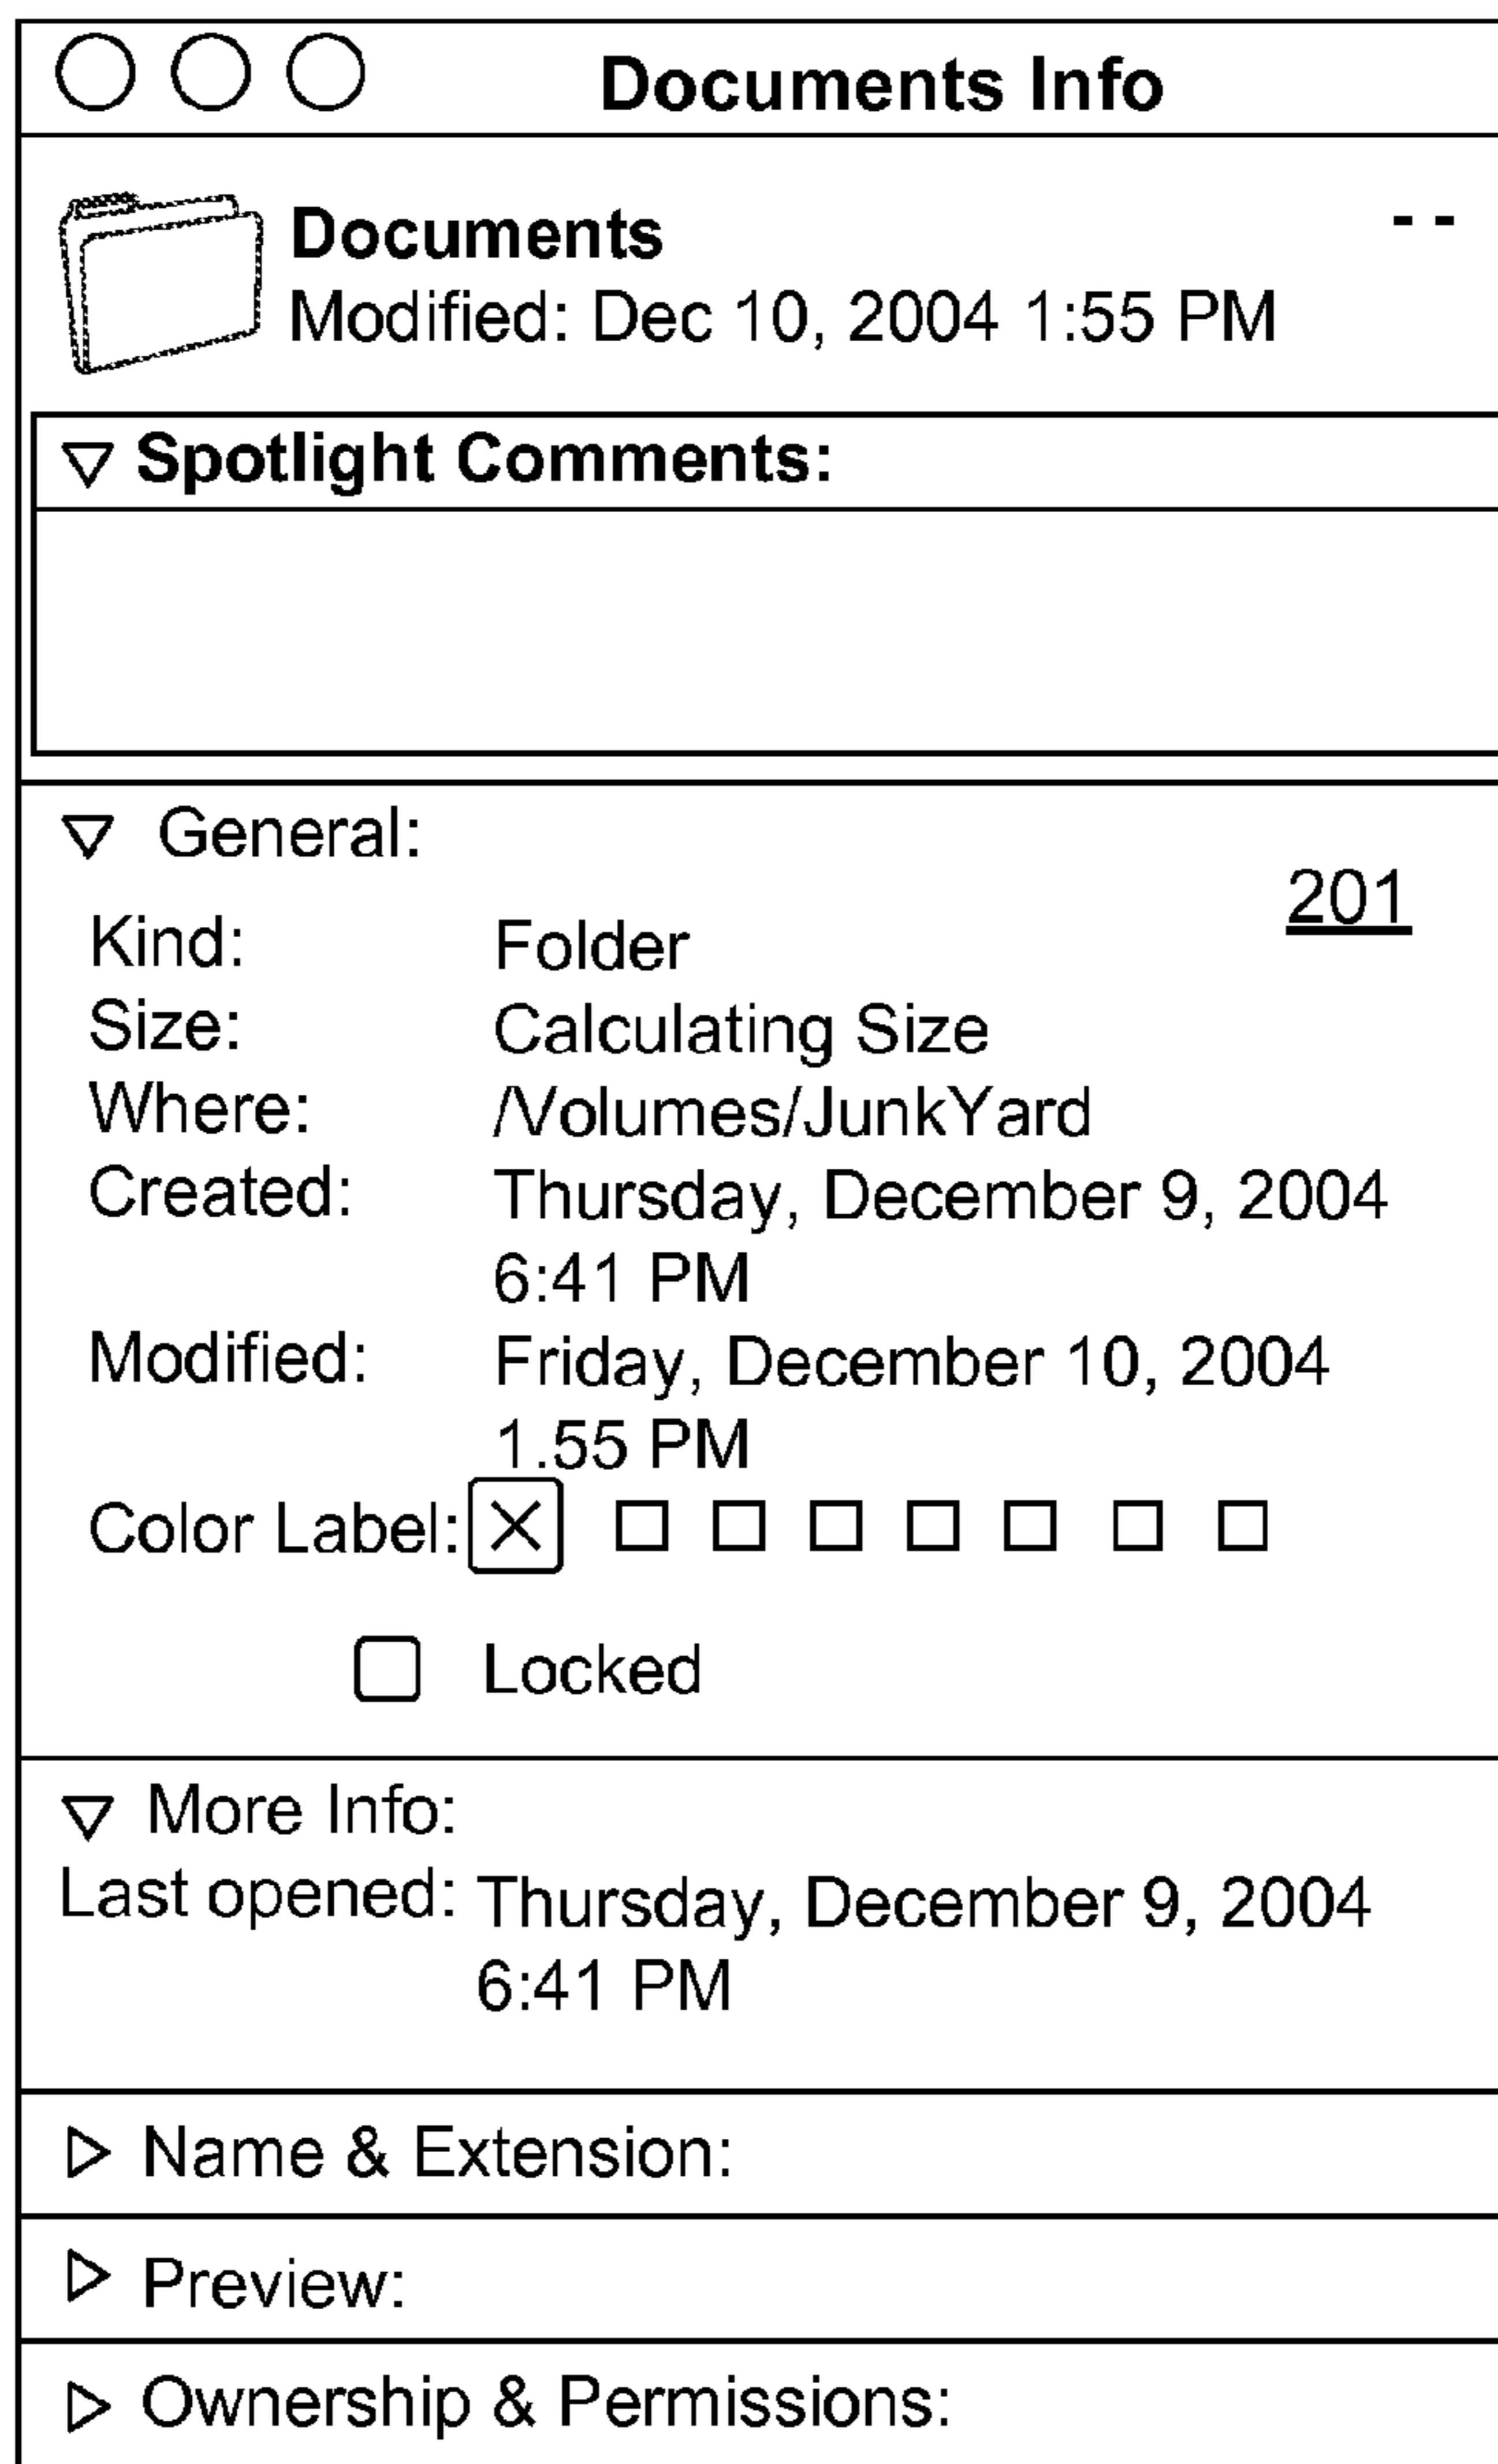 Documents Info
Documents --
Modified: Dec 10, 2004 1:55 PM
Spotlight Comments:
General:
201
Kind: Folder
Size: Calculating Size
Where: /Volumes/JunkYard
Created: Thursday, December 9, 2004
6:41 PM
Modified: Friday, December 10, 2004
1.55 PM
Color Label:
Locked
More Info:
Last opened: Thursday, December 9, 2004
6:41 PM
Name & Extension:
Preview:
Ownership & Permissions: